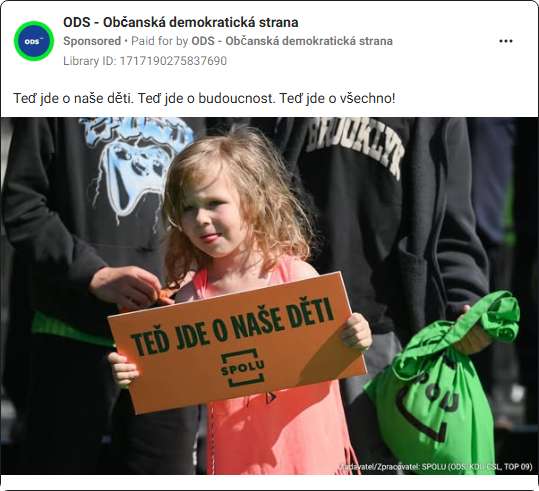 ODS - Občanská demokratická strana
Sponsored • Paid for by ODS - Občanská demokratická strana
Library ID: 1717190275837690
Teď jde o naše děti. Teď jde o budoucnost. Teď jde o všechno!
BROOKLYN
TEĎ JDE O NAŠE DĚTI
SPOLU
SPOLU
Zadavatel/Zpracovatel: SPOLU (ODS, KDU-ČSL, TOP 09)
ODS